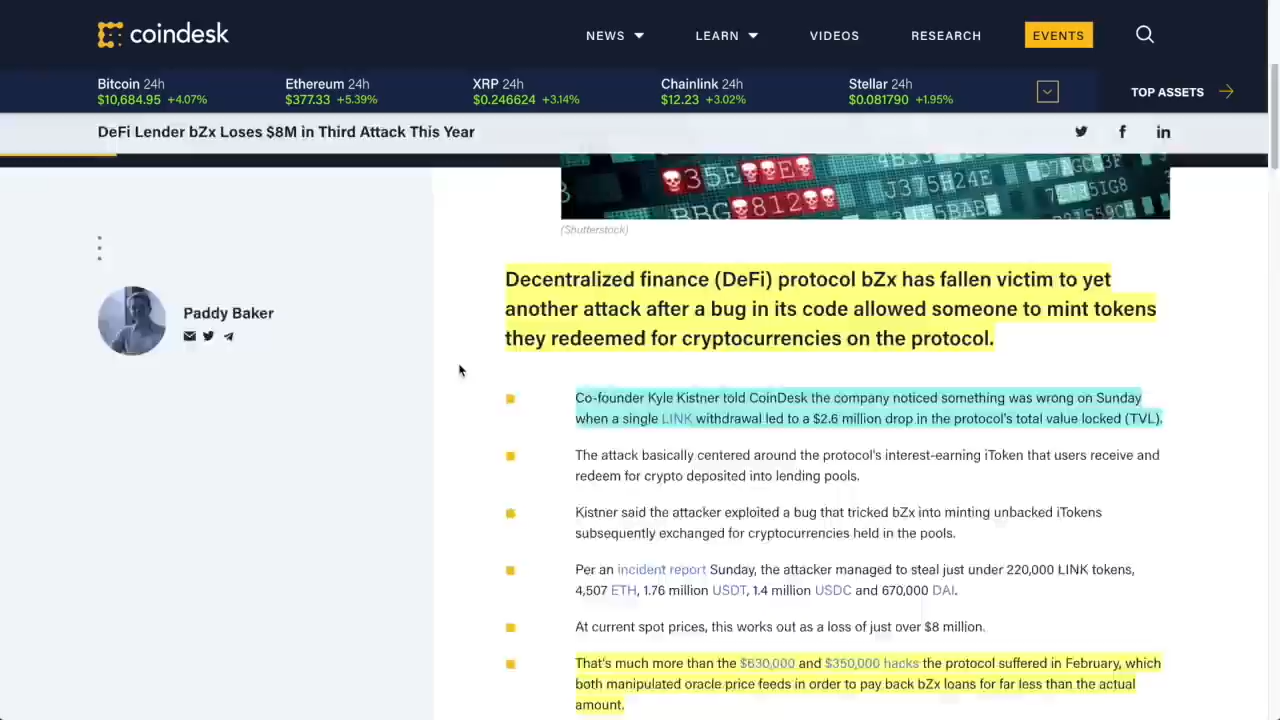 coindesk
NEWS LEARN VIDEOS RESEARCH EVENTS
Bitcoin 24h Ethereum 24h XRP 24h Chainlink 24h Stellar 24h
$10,684.95 +4.07% $377.33 +5.39% $0.246624 +3.14% $12.23 +3.02% $0.081790 +1.95%
TOP ASSETS
DeFi Lender bZx Loses $8M in Third Attack This Year
35E E E
J375H24E
BBG 812
(Shutterstock)
Paddy Baker
Decentralized finance (DeFi) protocol bZx has fallen victim to yet
another attack after a bug in its code allowed someone to mint tokens
they redeemed for cryptocurrencies on the protocol.
Co-founder Kyle Kistner told CoinDesk the company noticed something was wrong on Sunday
when a single LINK withdrawal led to a $2.6 million drop in the protocol's total value locked (TVL).
The attack basically centered around the protocol's interest-earning iToken that users receive and
redeem for crypto deposited into lending pools.
Kistner said the attacker exploited a bug that tricked bZx into minting unbacked iTokens
subsequently exchanged for cryptocurrencies held in the pools.
Per an incident report Sunday, the attacker managed to steal just under 220,000 LINK tokens,
4,507 ETH, 1.76 million USDT, 1.4 million USDC and 670,000 DAI.
At current spot prices, this works out as a loss of just over $8 million.
That's much more than the $630,000 and $350,000 hacks the protocol suffered in February, which
both manipulated oracle price feeds in order to pay back bZx loans for far less than the actual
amount.